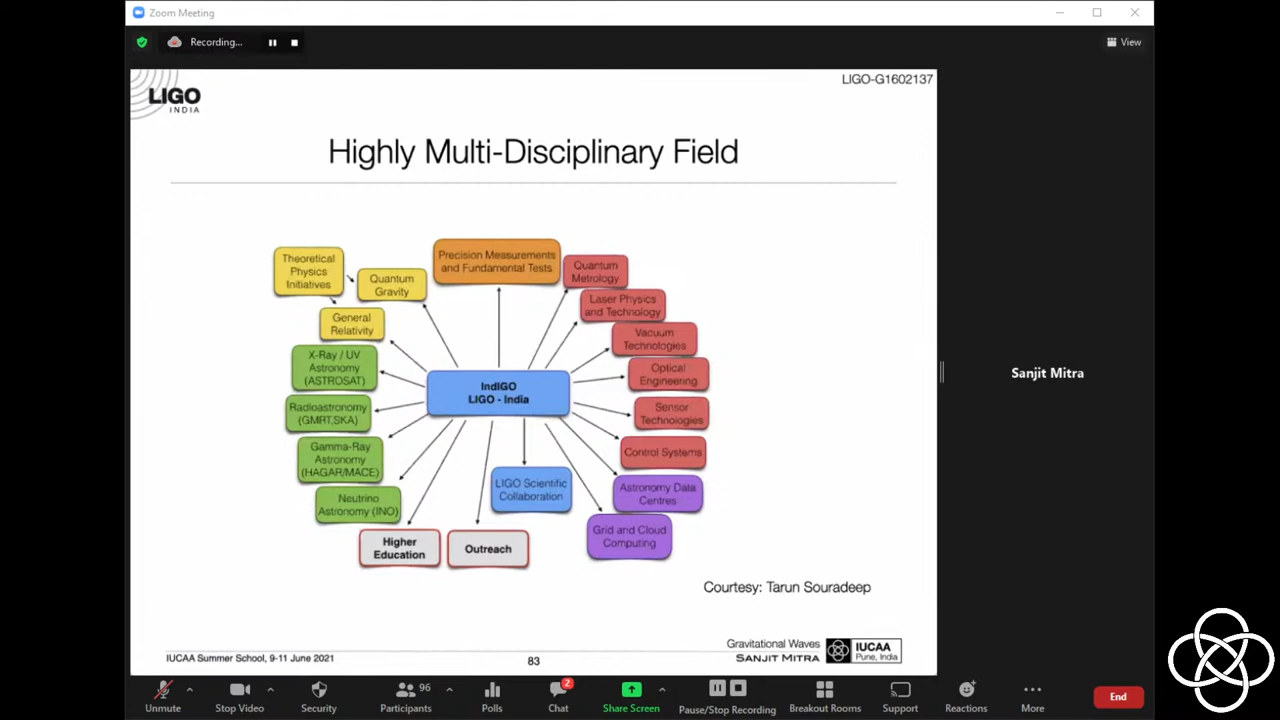 Zoom Meeting
Recording...
View
LIGO
INDIA
LIGO-G1602137
Highly Multi-Disciplinary Field
Theoretical
Physics
Initiatives
Quantum
Gravity
General
Relativity
Precision Measurements
and Fundamental Tests
Quantum
Metrology
Laser Physics
and Technology
Vacuum
Technologies
Optical
Engineering
Sensor
Technologies
Control Systems
Astronomy Data
Centres
Grid and Cloud
Computing
X-Ray / UV
Astronomy
(ASTROSAT)
Radioastronomy
(GMRT,SKA)
Gamma-Ray
Astronomy
(HAGAR/MACE)
Neutrino
Astronomy (INO)
IndIGO
LIGO - India
LIGO Scientific
Collaboration
Higher
Education
Outreach
Courtesy: Tarun Souradeep
Sanjit Mitra
IUCAA Summer School, 9-11 June 2021
83
Gravitational Waves
SANJIT MITRA
IUCAA
Pune, India
Unmute
Stop Video
Security
96
Participants
Polls
2
Chat
Share Screen
Pause/Stop Recording
Breakout Rooms
Support
Reactions
More
End